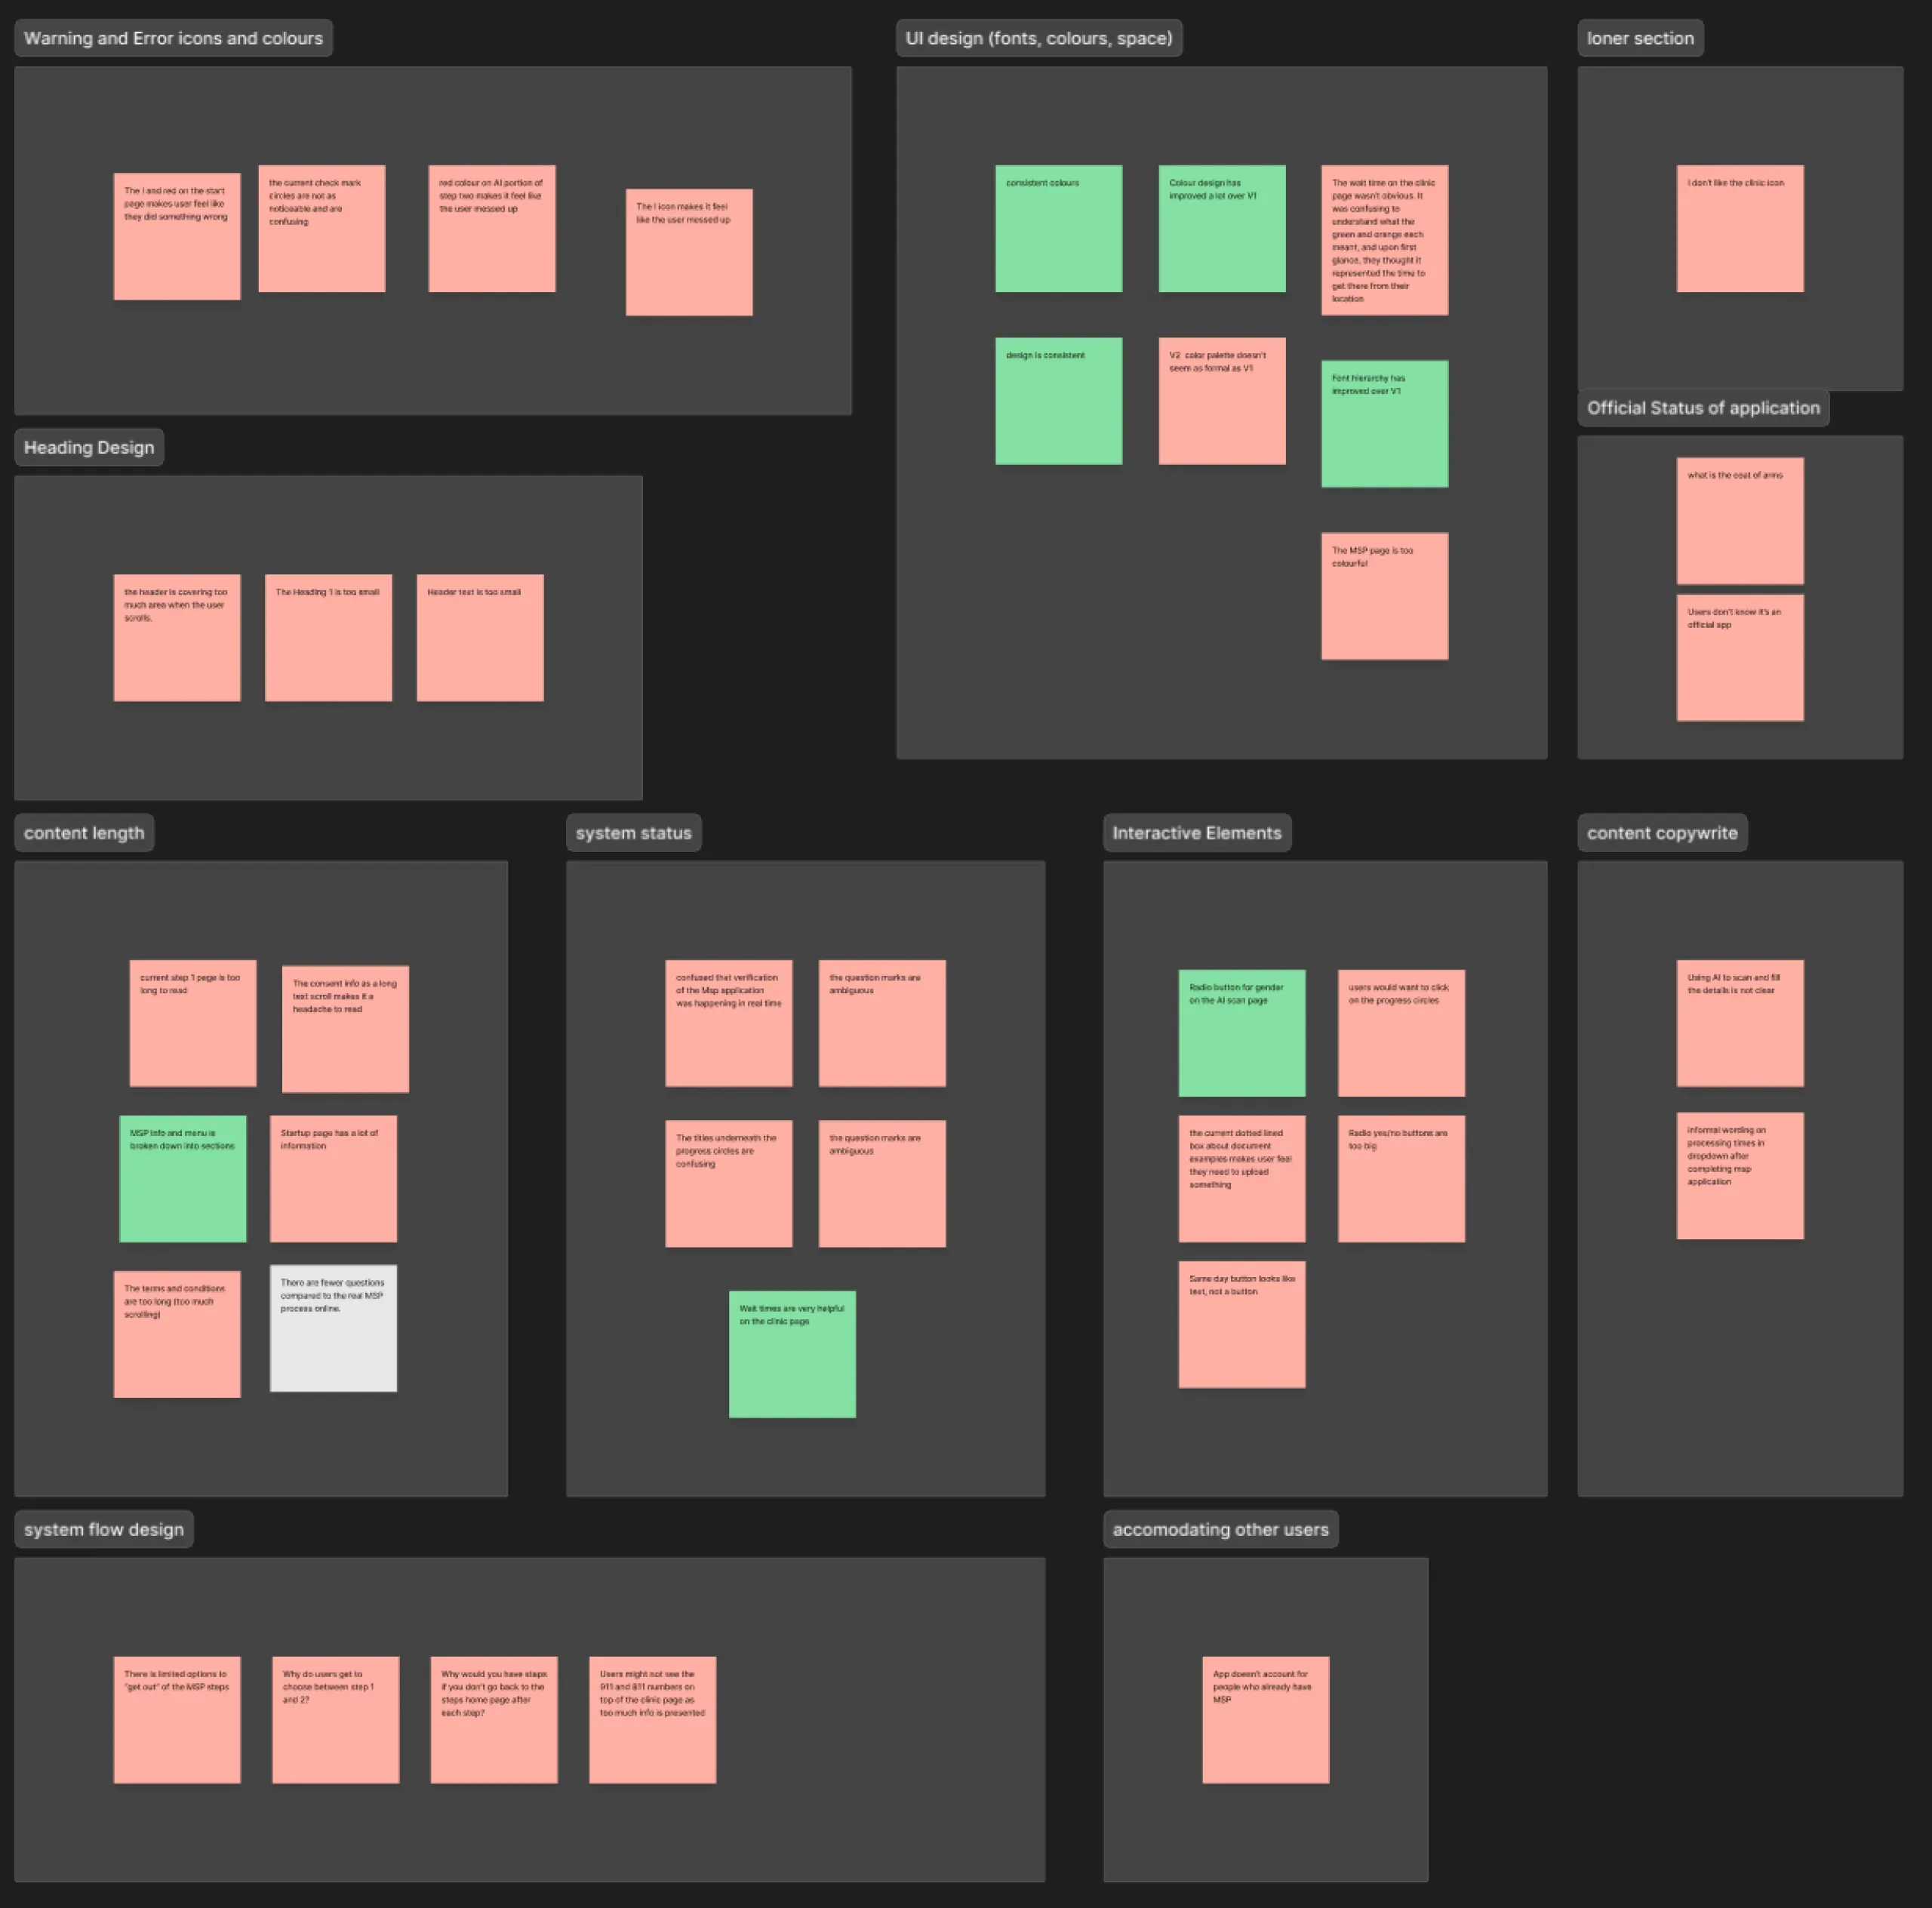 Warning and Error icons and colours
The ! and red on the start
page makes user feel like
they did something wrong
the current check mark
circles are not as
noticeable and are
confusing
red colour on AI portion of
step two makes it feel like
the user messed up
The ! icon makes it feel
like the user messed up
UI design (fonts, colours, space)
consistent colours
Colour design has
improved a lot over V1
The wait time on the clinic
page wasn't obvious. It
was confusing to
understand what the
green and orange each
meant, and upon first
glance, they thought it
represented the time to
get there from their
location
design is consistent
V2 color palette doesn't
seem as formal as V1
Font hierarchy has
improved over V1
The MSP page is too
colourful
loner section
I don't like the clinic icon
Official Status of application
what is the coat of arms
Users don't know it's an
official app
Heading Design
the header is covering too
much area when the user
scrolls.
The Heading 1 is too small
Header text is too small
content length
current step 1 page is too
long to read
The consent info as a long
text scroll makes it a
headache to read
MSP info and menu is
broken down into sections
Startup page has a lot of
information
The terms and conditions
are too long (too much
scrolling)
There are fewer questions
compared to the real MSP
process online.
system status
confused that verification
of the Msp application
was happening in real time
the question marks are
ambiguous
The titles underneath the
progress circles are
confusing
the question marks are
ambiguous
Wait times are very helpful
on the clinic page
Interactive Elements
Radio button for gender
on the AI scan page
users would want to click
on the progress circles
the current dotted lined
box about document
examples makes user feel
they need to upload
something
Radio yes/no buttons are
too big
Same day button looks like
text, not a button
content copywrite
Using AI to scan and fill
the details is not clear
informal wording on
processing times in
dropdown after
completing msp
application
system flow design
There is limited options to
"get out" of the MSP steps
Why do users get to
choose between step 1
and 2?
Why would you have steps
if you don't go back to the
steps home page after
each step?
Users might not see the
911 and 811 numbers on
top of the clinic page as
too much info is presented
accomodating other users
App doesn't account for
people who already have
MSP